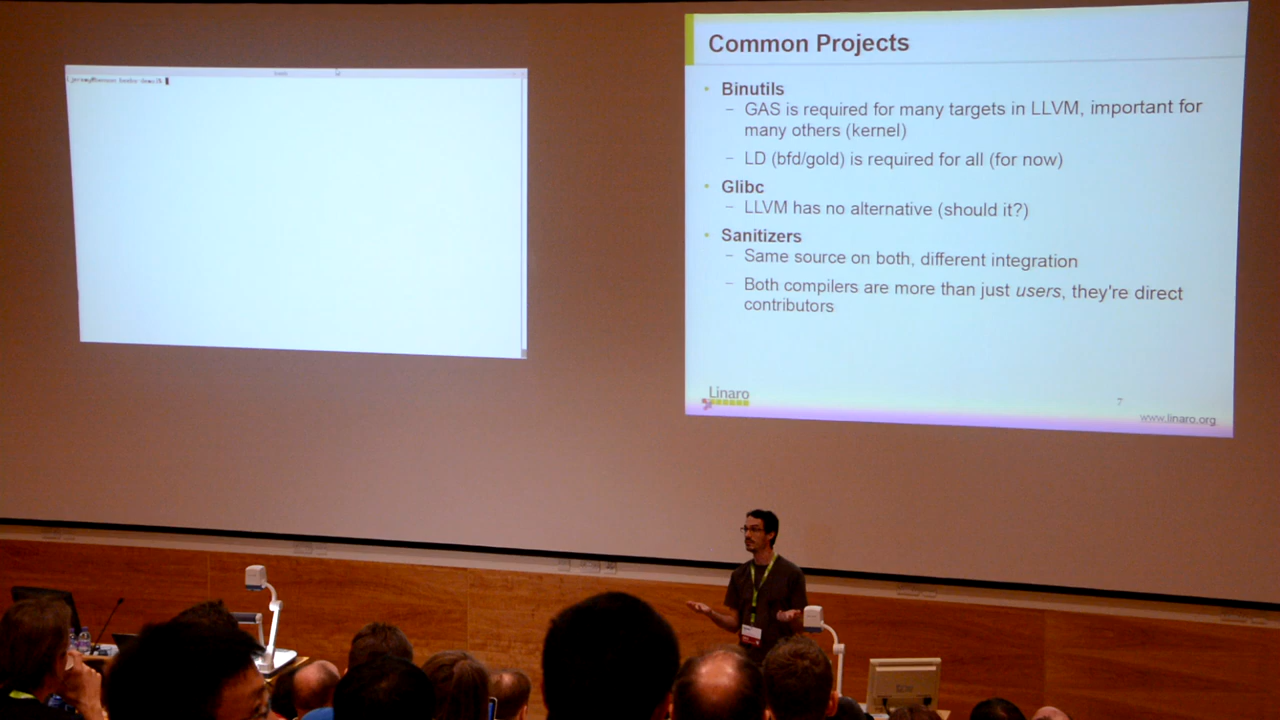 Common Projects
• Binutils
– GAS is required for many targets in LLVM, important for
many others (kernel)
– LD (bfd/gold) is required for all (for now)
• Glibc
– LLVM has no alternative (should it?)
• Sanitizers
– Same source on both, different integration
– Both compilers are more than just users, they're direct
contributors
Linaro
7
www.linaro.org